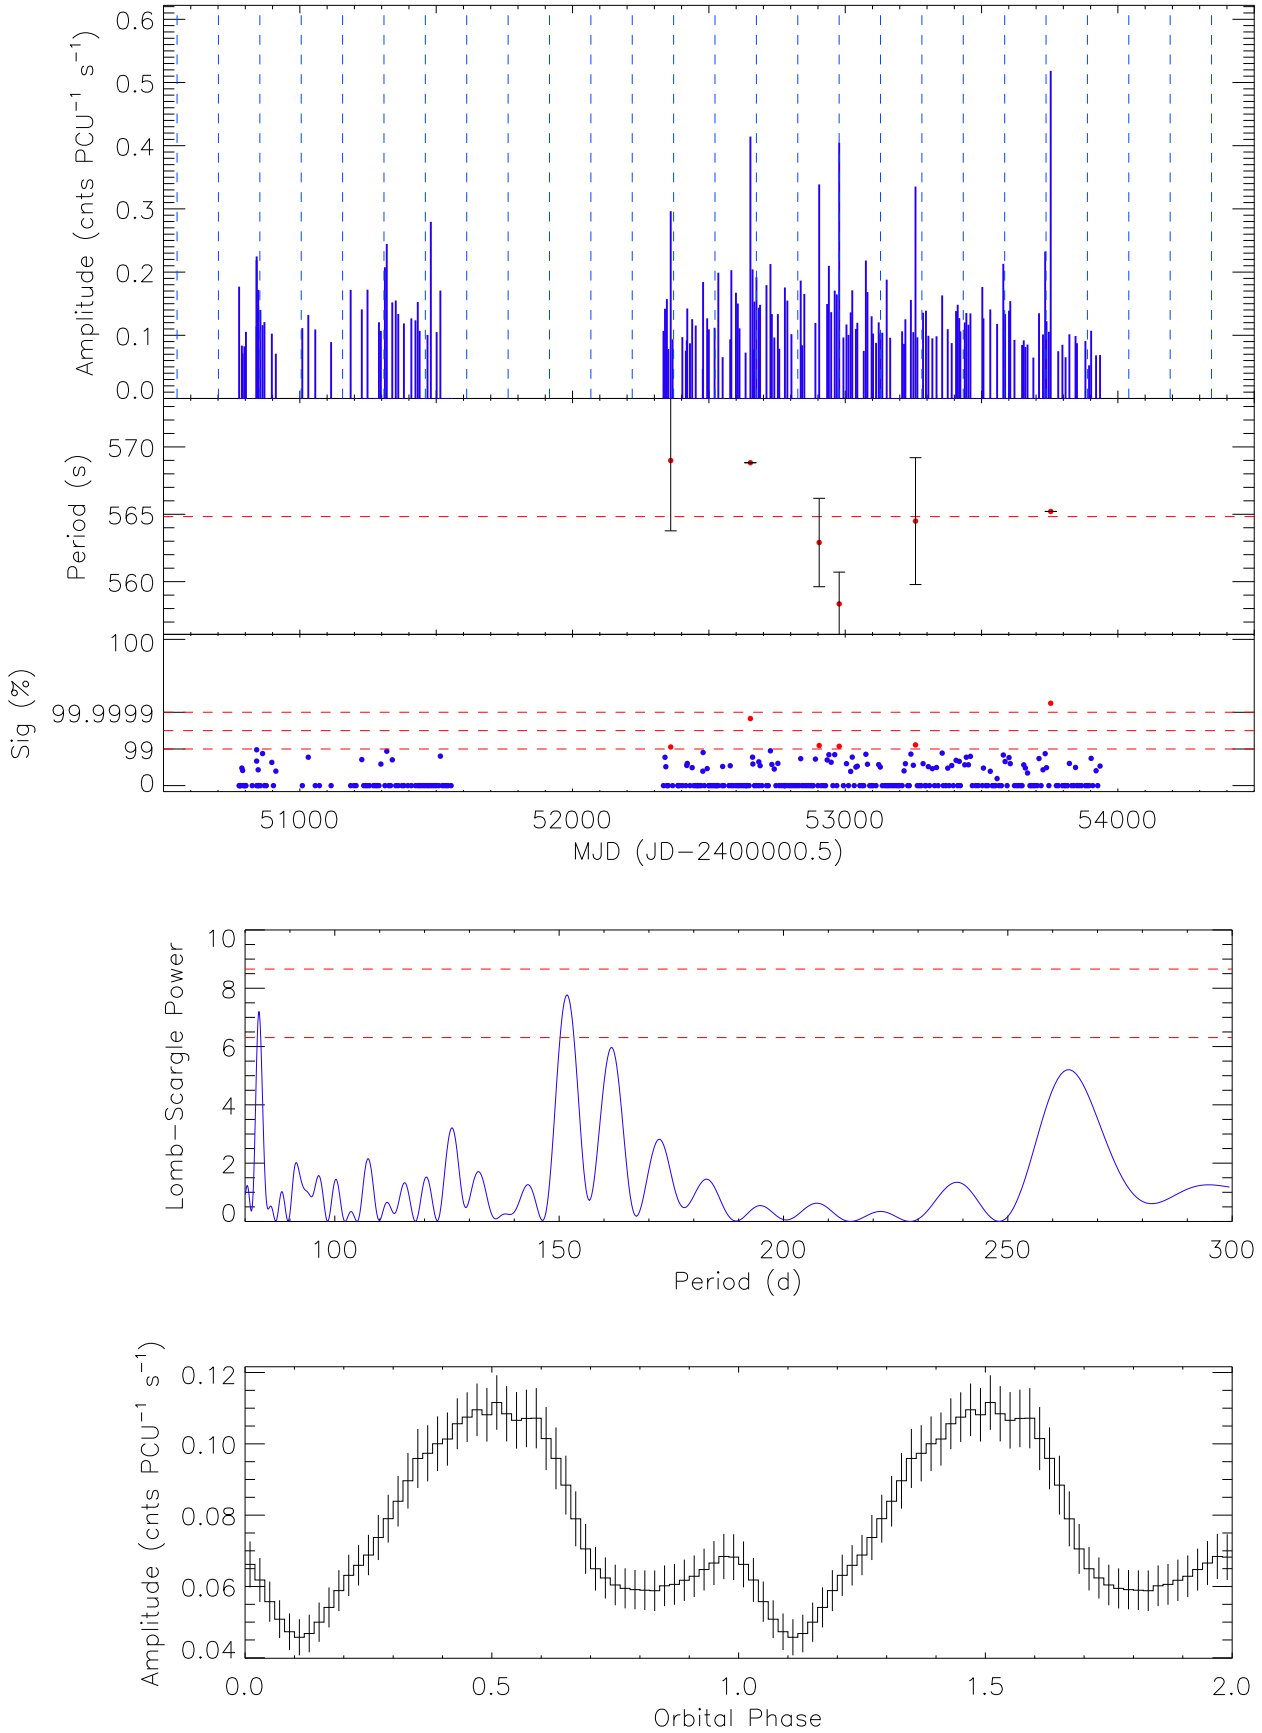 Amplitude (cnts PCU⁻¹ s⁻¹)
0.6
0.5
0.4
0.3
0.2
0.1
0.0
Period (s)
570
565
560
Sig (%)
100
99.9999
99
0
51000 52000 53000 54000
MJD (JD−2400000.5)
Lomb−Scargle Power
10
8
6
4
2
0
100 150 200 250 300
Period (d)
Amplitude (cnts PCU⁻¹ s⁻¹)
0.12
0.10
0.08
0.06
0.04
0.0 0.5 1.0 1.5 2.0
Orbital Phase